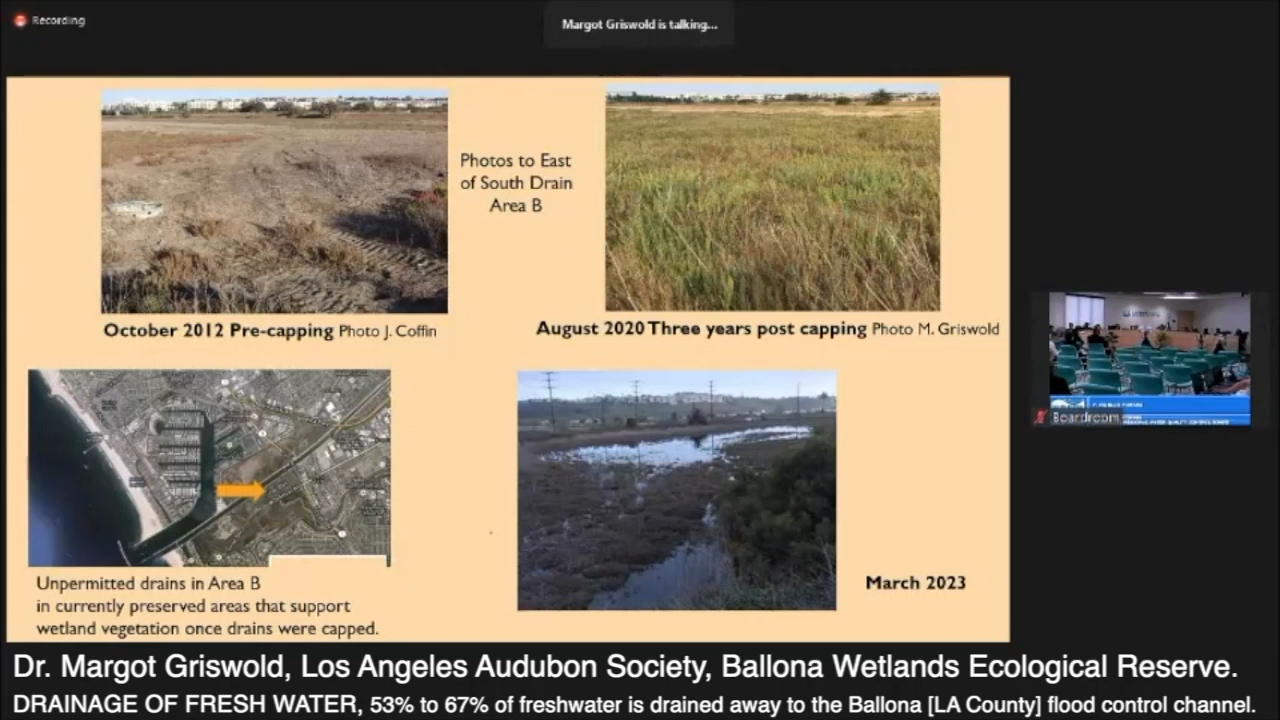 Recording
Margot Griswold is talking...
Photos to East
of South Drain
Area B
October 2012 Pre-capping Photo J. Coffin
August 2020 Three years post capping Photo M. Griswold
Unpermitted drains in Area B
in currently preserved areas that support
wetland vegetation once drains were capped.
March 2023
Boardroom
Dr. Margot Griswold, Los Angeles Audubon Society, Ballona Wetlands Ecological Reserve.
DRAINAGE OF FRESH WATER, 53% to 67% of freshwater is drained away to the Ballona [LA County] flood control channel.